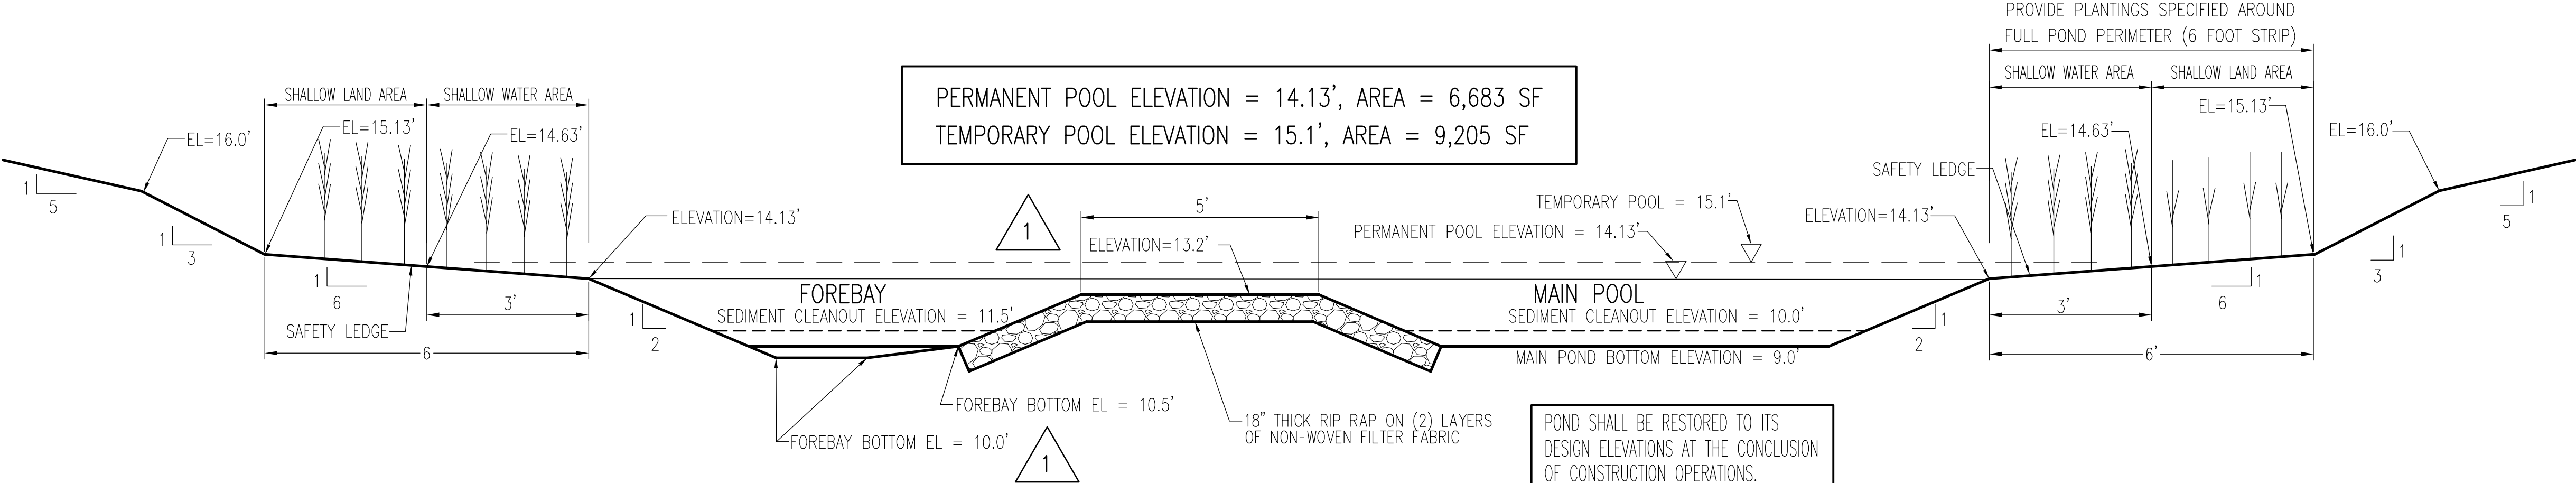 PROVIDE PLANTINGS SPECIFIED AROUND
FULL POND PERIMETER (6 FOOT STRIP)
SHALLOW LAND AREA
SHALLOW WATER AREA
SHALLOW WATER AREA
SHALLOW LAND AREA
PERMANENT POOL ELEVATION = 14.13', AREA = 6,683 SF
TEMPORARY POOL ELEVATION = 15.1', AREA = 9,205 SF
EL=16.0'
EL=15.13'
EL=14.63'
EL=15.13'
EL=14.63'
EL=16.0'
SAFETY LEDGE
1
5
1
3
1
6
SAFETY LEDGE
3'
6
ELEVATION=14.13'
1
2
1
5'
ELEVATION=13.2'
TEMPORARY POOL = 15.1'
PERMANENT POOL ELEVATION = 14.13'
ELEVATION=14.13'
1
5
1
3
1
6
3'
6'
1
2
FOREBAY
SEDIMENT CLEANOUT ELEVATION = 11.5'
MAIN POOL
SEDIMENT CLEANOUT ELEVATION = 10.0'
MAIN POND BOTTOM ELEVATION = 9.0'
FOREBAY BOTTOM EL = 10.5'
FOREBAY BOTTOM EL = 10.0'
1
18" THICK RIP RAP ON (2) LAYERS
OF NON-WOVEN FILTER FABRIC
POND SHALL BE RESTORED TO ITS
DESIGN ELEVATIONS AT THE CONCLUSION
OF CONSTRUCTION OPERATIONS.